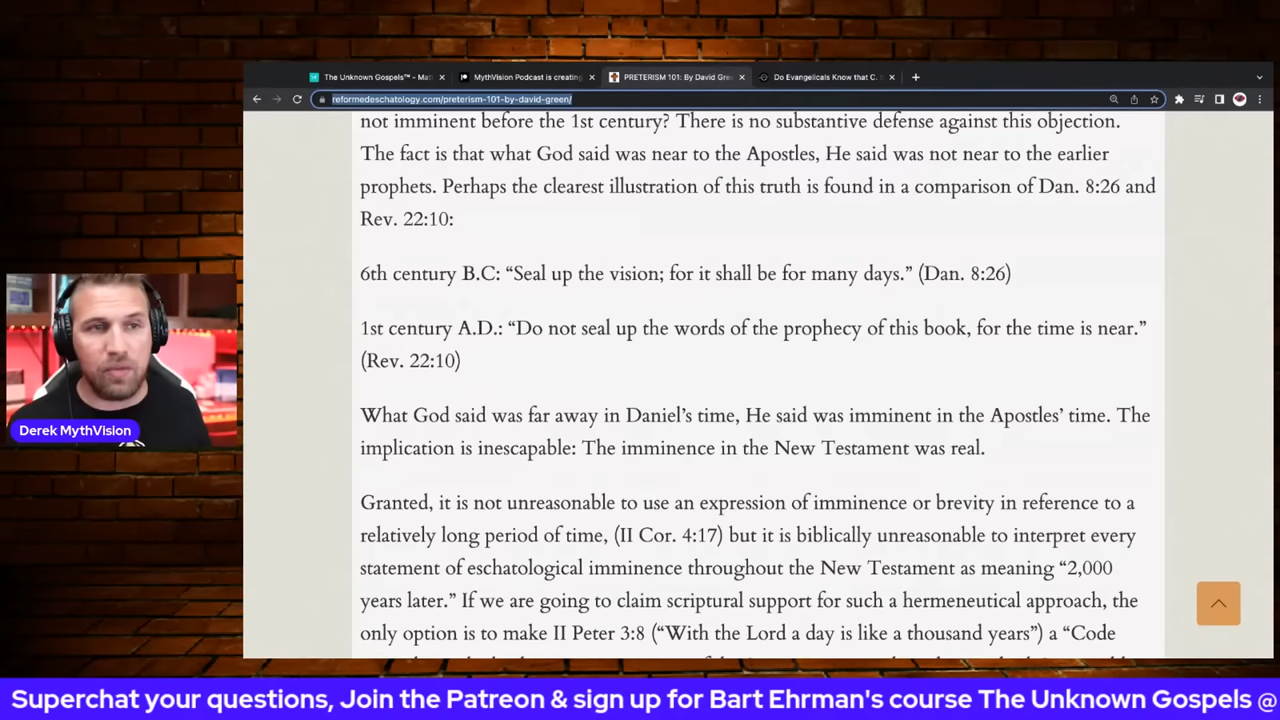 The Unknown Gospels™ - Mat
MythVision Podcast is creating
PRETERISM 101: By David Gre
Do Evangelicals Know that C. S
reformedeschatology.com/preterism-101-by-david-green/
not imminent before the 1st century? There is no substantive defense against this objection.
The fact is that what God said was near to the Apostles, He said was not near to the earlier
prophets. Perhaps the clearest illustration of this truth is found in a comparison of Dan. 8:26 and
Rev. 22:10:
6th century B.C: “Seal up the vision; for it shall be for many days.” (Dan. 8:26)
1st century A.D.: “Do not seal up the words of the prophecy of this book, for the time is near.”
(Rev. 22:10)
What God said was far away in Daniel’s time, He said was imminent in the Apostles’ time. The
implication is inescapable: The imminence in the New Testament was real.
Granted, it is not unreasonable to use an expression of imminence or brevity in reference to a
relatively long period of time, (II Cor. 4:17) but it is biblically unreasonable to interpret every
statement of eschatological imminence throughout the New Testament as meaning “2,000
years later.” If we are going to claim scriptural support for such a hermeneutical approach, the
only option is to make II Peter 3:8 (“With the Lord a day is like a thousand years”) a “Code
Derek MythVision
Superchat your questions, Join the Patreon & sign up for Bart Ehrman's course The Unknown Gospels @